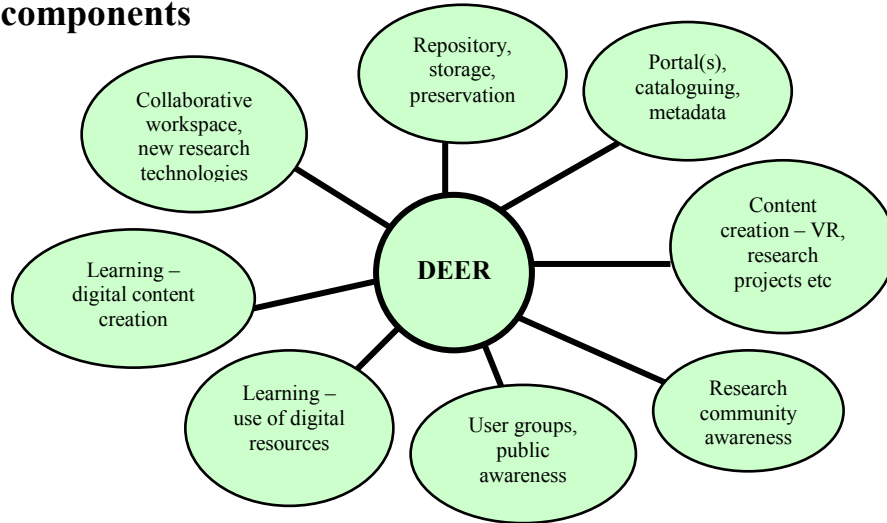 components
Repository,
storage,
preservation
Portal(s),
cataloguing,
metadata
Collaborative
workspace,
new research
technologies
Content
creation – VR,
research
projects etc
DEER
Learning –
digital content
creation
Learning –
use of digital
resources
User groups,
public
awareness
Research
community
awareness